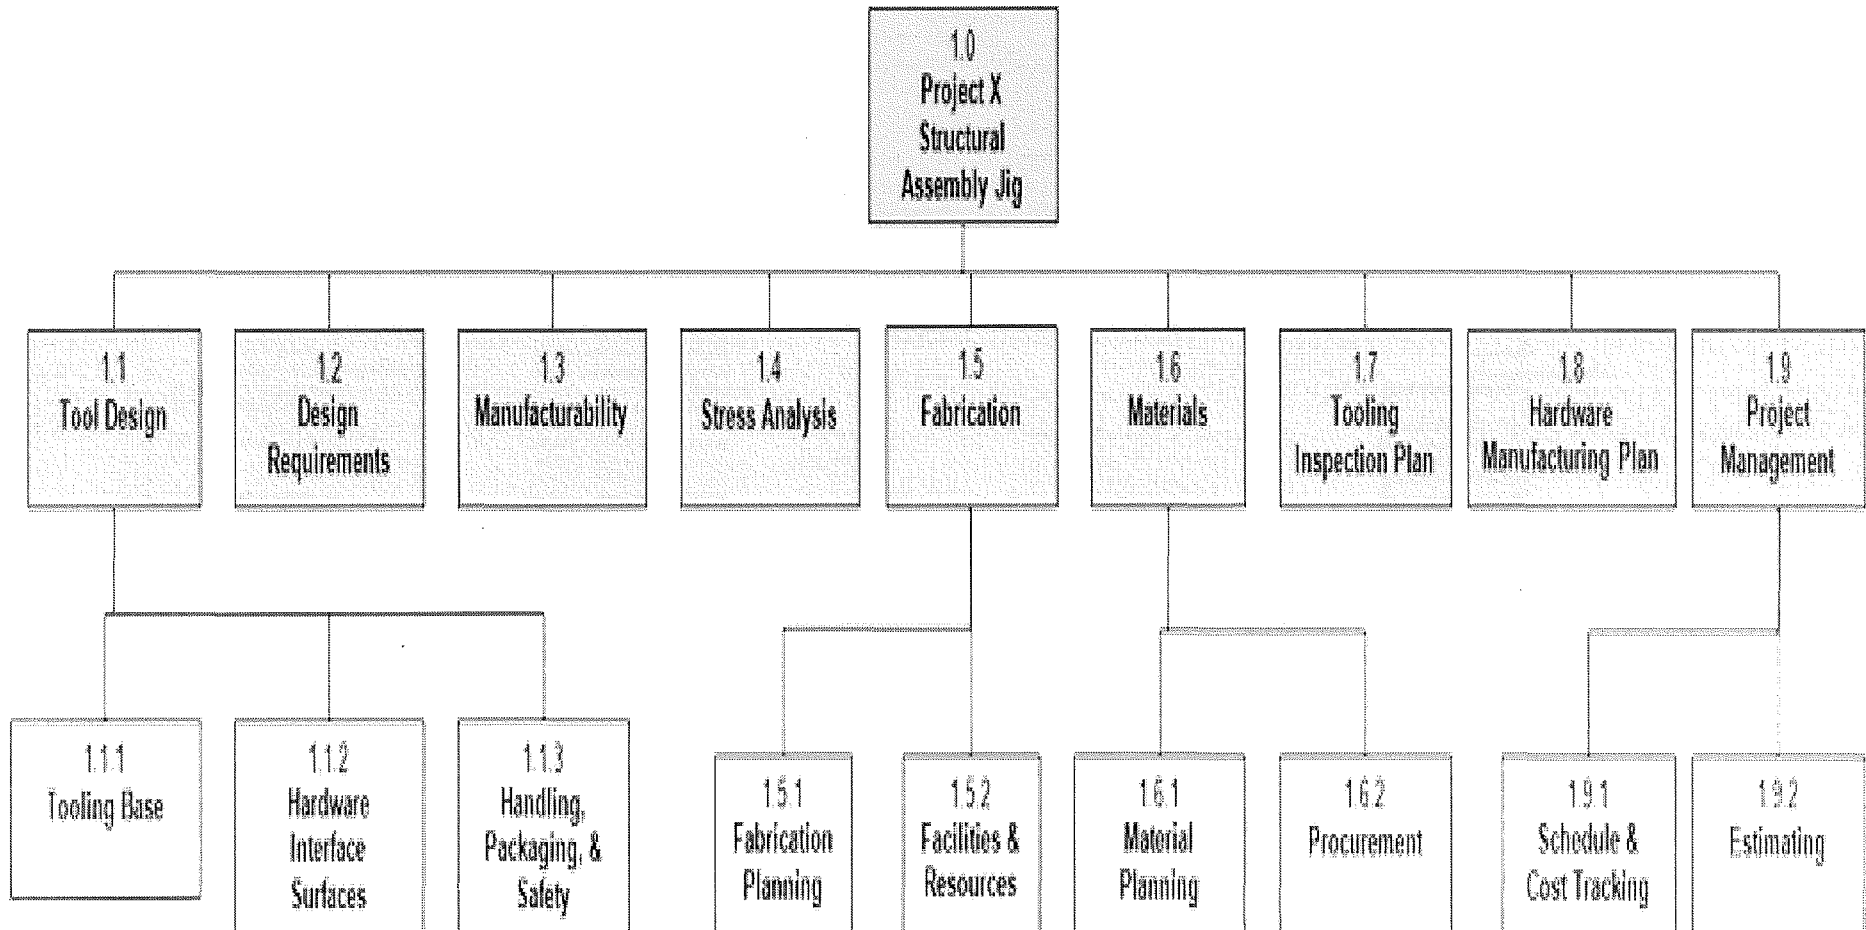 1.0
Project X
Structural
Assembly Jig
1.1
Tool Design
1.2
Design
Requirements
1.3
Manufacturability
1.4
Stress Analysis
1.5
Fabrication
1.6
Materials
1.7
Tooling
Inspection Plan
1.8
Hardware
Manufacturing Plan
1.9
Project
Management
1.1.1
Tooling Base
1.1.2
Hardware
Interface
Surfaces
1.1.3
Handling,
Packaging, &
Safety
1.5.1
Fabrication
Planning
1.5.2
Facilities &
Resources
1.6.1
Material
Planning
1.6.2
Procurement
1.9.1
Schedule &
Cost Tracking
1.9.2
Estimating